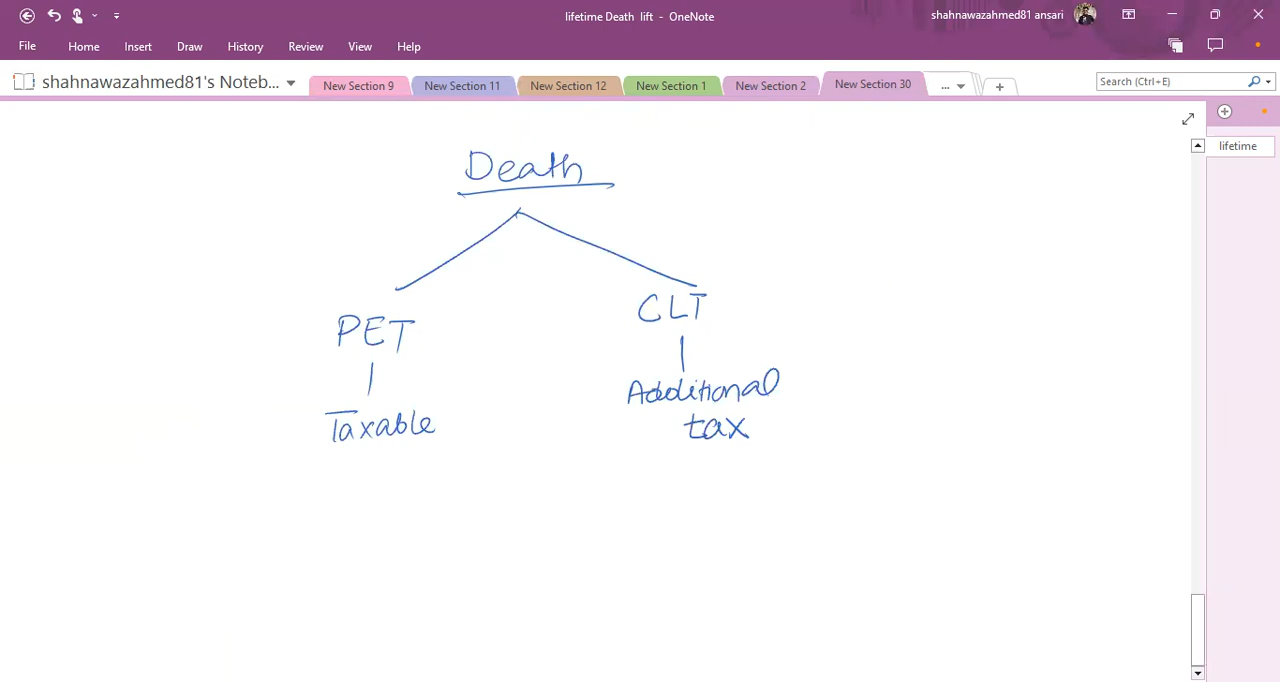 lifetime Death lift - OneNote
shahnawazahmed81 ansari
File Home Insert Draw History Review View Help
shahnawazahmed81's Noteb...
New Section 9 New Section 11 New Section 12 New Section 1 New Section 2 New Section 30 ... +
Search (Ctrl+E)
lifetime
Death
PET CLT
Taxable Additional
tax